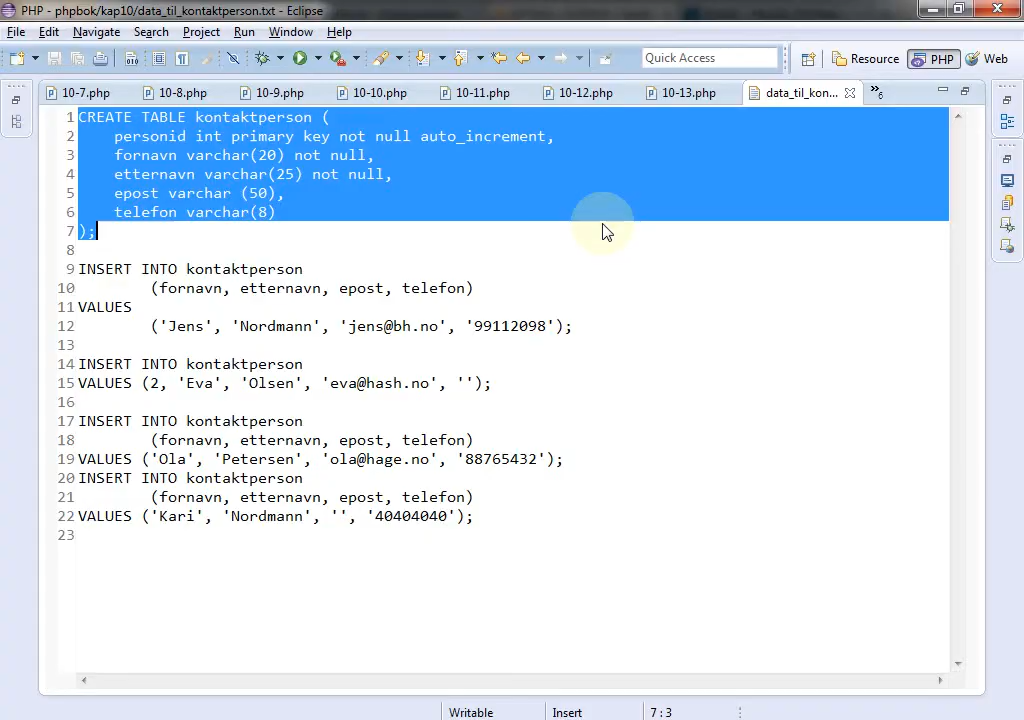 PHP - phpbok/kap10/data_til_kontaktperson.txt - Eclipse
File Edit Navigate Search Project Run Window Help
Quick Access Resource PHP Web
10-7.php 10-8.php 10-9.php 10-10.php 10-11.php 10-12.php 10-13.php data_til_kon... »6
1 CREATE TABLE kontaktperson (
2 personid int primary key not null auto_increment,
3 fornavn varchar(20) not null,
4 etternavn varchar(25) not null,
5 epost varchar (50),
6 telefon varchar(8)
7 );
8
9 INSERT INTO kontaktperson
10 (fornavn, etternavn, epost, telefon)
11 VALUES
12 ('Jens', 'Nordmann', 'jens@bh.no', '99112098');
13
14 INSERT INTO kontaktperson
15 VALUES (2, 'Eva', 'Olsen', 'eva@hash.no', '');
16
17 INSERT INTO kontaktperson
18 (fornavn, etternavn, epost, telefon)
19 VALUES ('Ola', 'Petersen', 'ola@hage.no', '88765432');
20 INSERT INTO kontaktperson
21 (fornavn, etternavn, epost, telefon)
22 VALUES ('Kari', 'Nordmann', '', '40404040');
23
Writable Insert 7 : 3